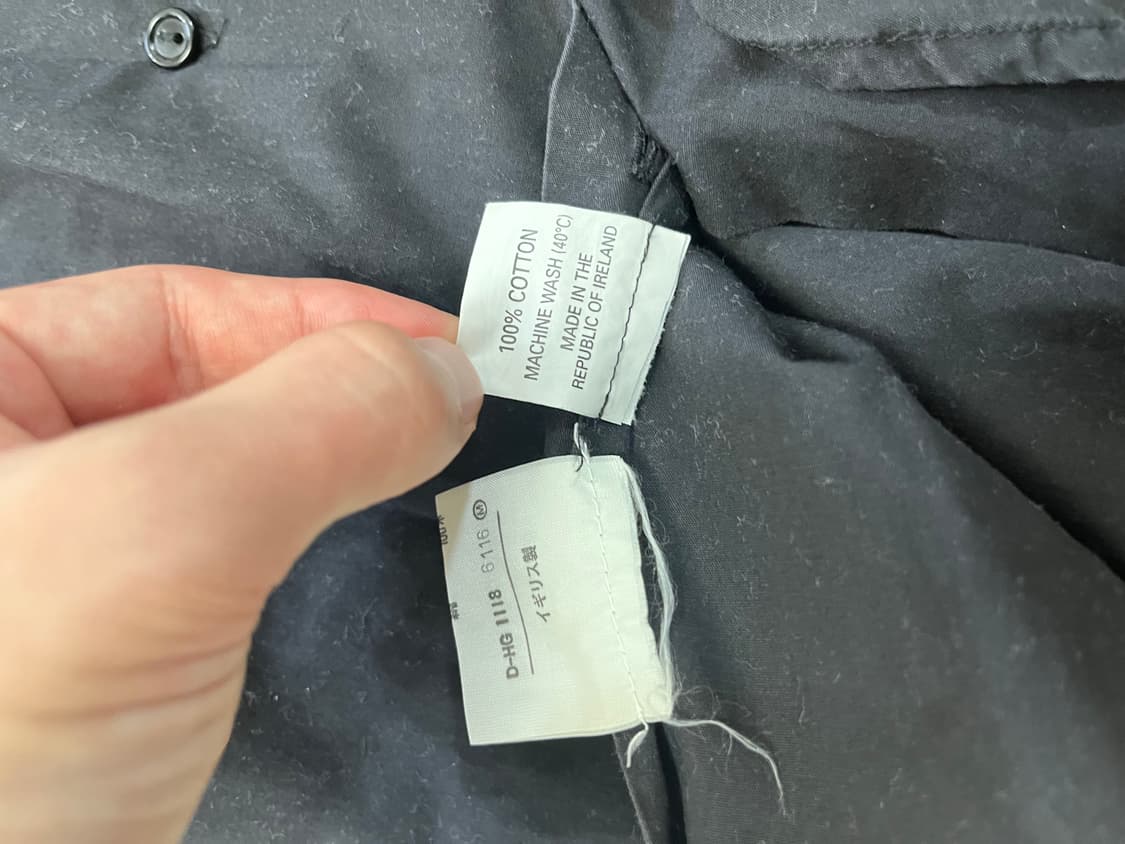 100% COTTON
MACHINE WASH (40°C)
MADE IN THE
REPUBLIC OF IRELAND
D-HG 1118 6116 Ⓜ
イギリス製